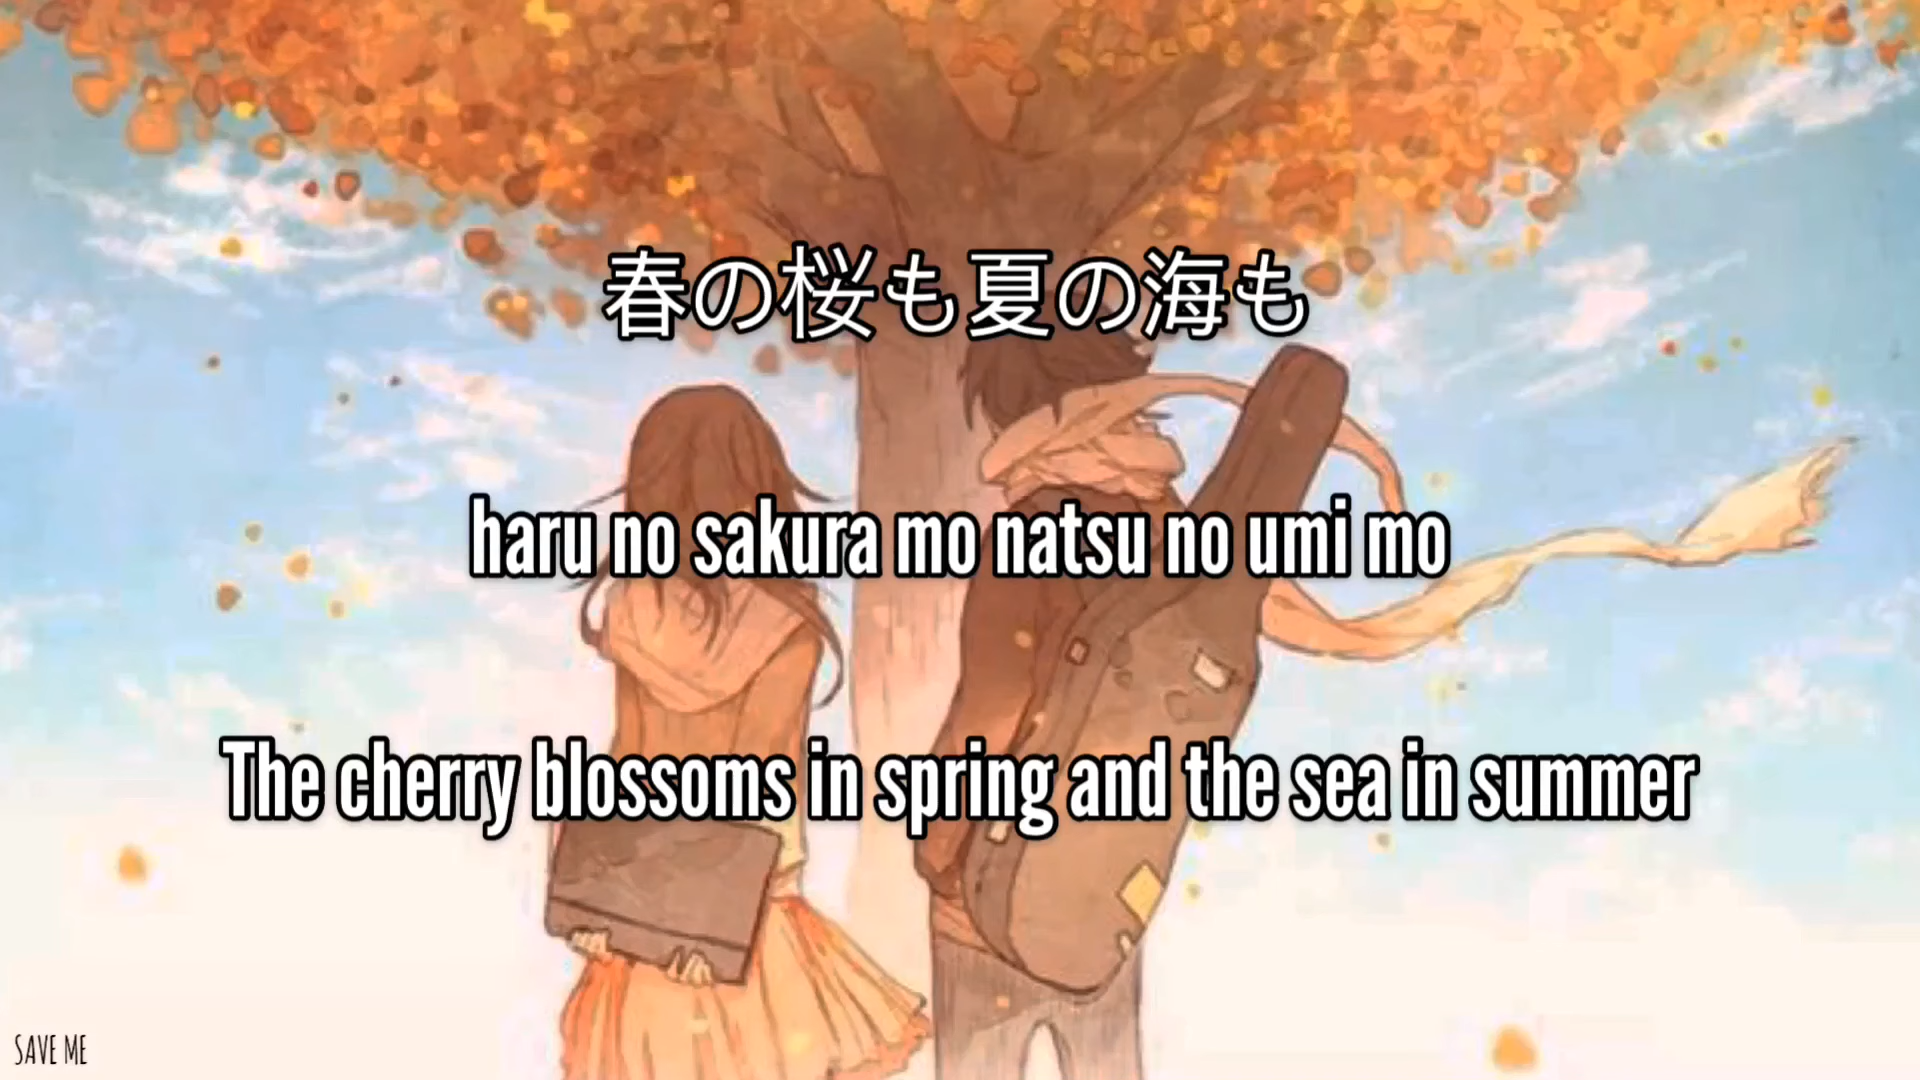 春の桜も夏の海も
haru no sakura mo natsu no umi mo
The cherry blossoms in spring and the sea in summer
SAVE ME